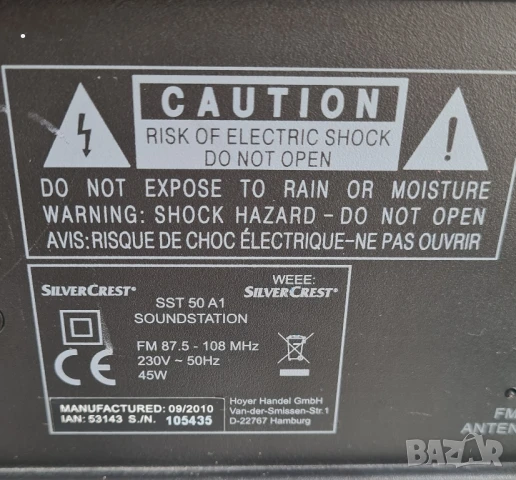 CAUTION
RISK OF ELECTRIC SHOCK
DO NOT OPEN
DO NOT EXPOSE TO RAIN OR MOISTURE
WARNING: SHOCK HAZARD - DO NOT OPEN
AVIS: RISQUE DE CHOC ÉLECTRIQUE-NE PAS OUVRIR
SILVERCREST®
WEEE:
SILVERCREST®
SST 50 A1
SOUNDSTATION
FM 87.5 - 108 MHz
230V ~ 50Hz
45W
CE
MANUFACTURED: 09/2010
IAN: 53143 S./N. 105435
Hoyer Handel GmbH
Van-der-Smissen-Str.1
D-22767 Hamburg
FM
ANTEN
BAZAR